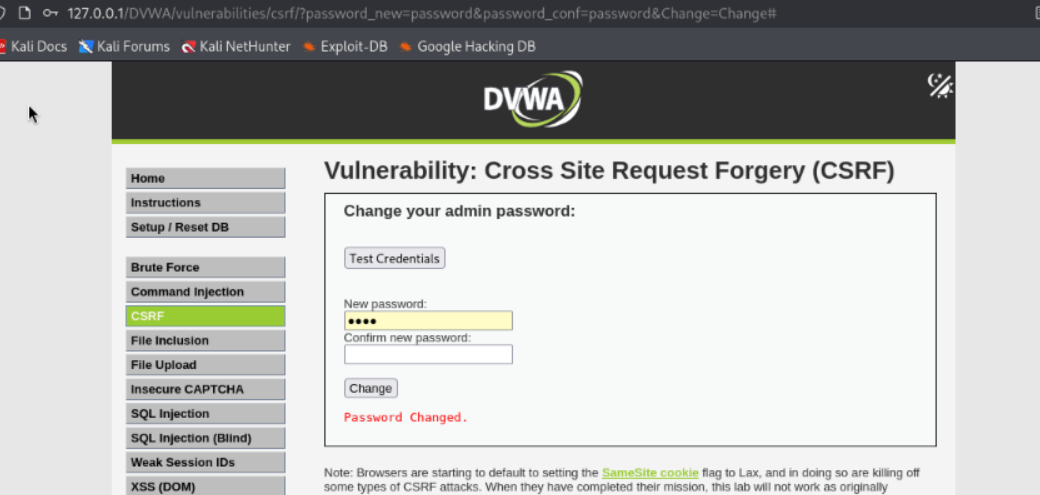 127.0.0.1/DVWA/vulnerabilities/csrf/?password_new=password&password_conf=password&Change=Change#
Kali Docs Kali Forums Kali NetHunter Exploit-DB Google Hacking DB
DVWA
Vulnerability: Cross Site Request Forgery (CSRF)
Home
Instructions
Setup / Reset DB
Brute Force
Command Injection
CSRF
File Inclusion
File Upload
Insecure CAPTCHA
SQL Injection
SQL Injection (Blind)
Weak Session IDs
XSS (DOM)
Change your admin password:
Test Credentials
New password:
••••
Confirm new password:
Change
Password Changed.
Note: Browsers are starting to default to setting the SameSite cookie flag to Lax, and in doing so are killing off
some types of CSRF attacks. When they have completed their mission, this lab will not work as originally